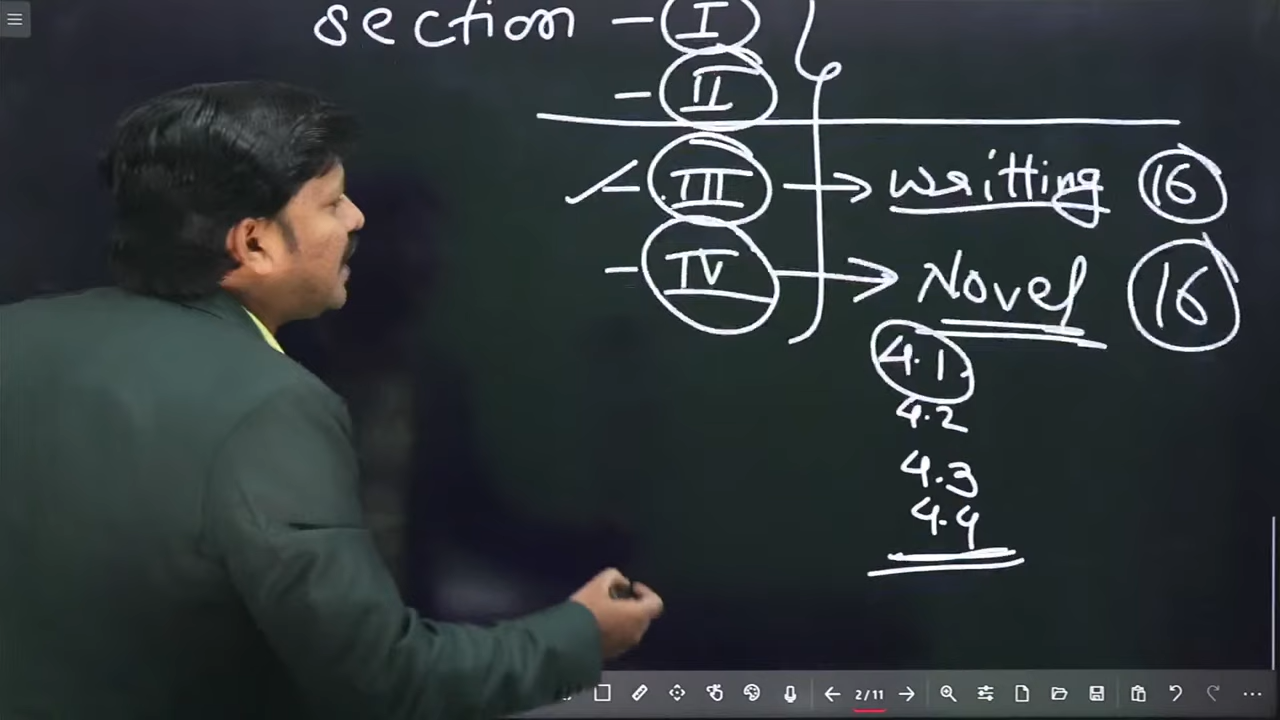 section - I
- II
- III → writting 16
- IV → Novel 16
4.1
4.2
4.3
4.4
2/11